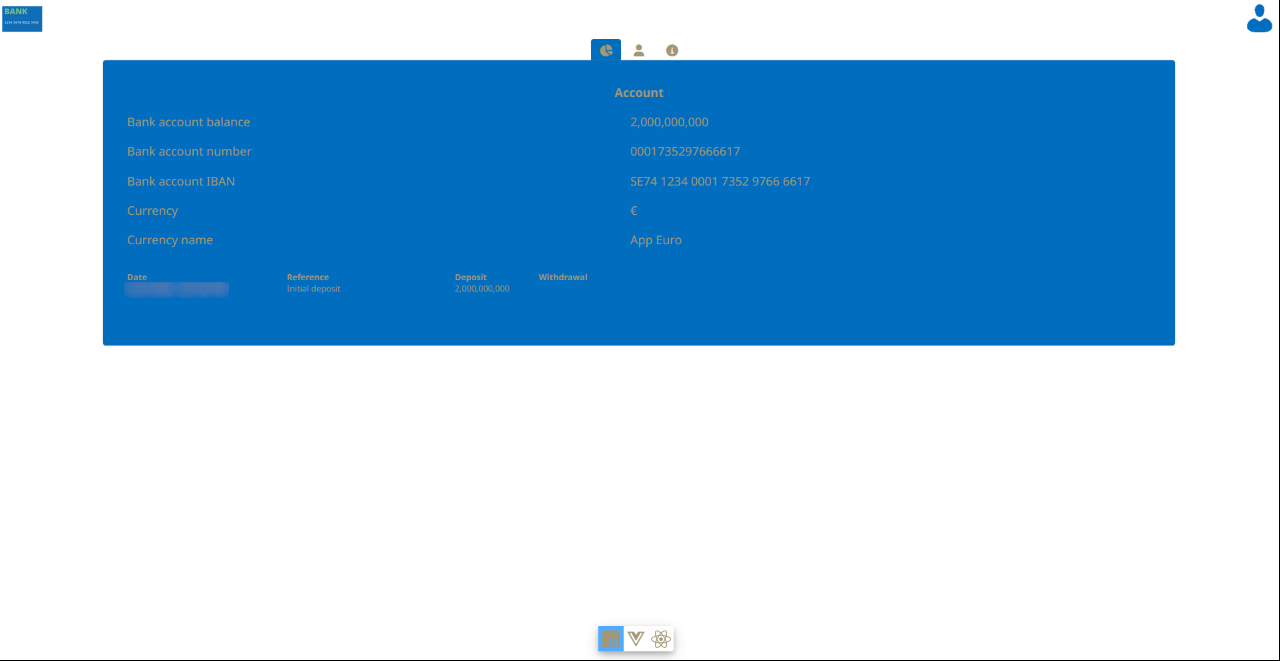 BANK
1234 5678 9012 3456
Account
Bank account balance 2,000,000,000
Bank account number 0001735297666617
Bank account IBAN SE74 1234 0001 7352 9766 6617
Currency €
Currency name App Euro
Date Reference Deposit Withdrawal
Initial deposit 2,000,000,000